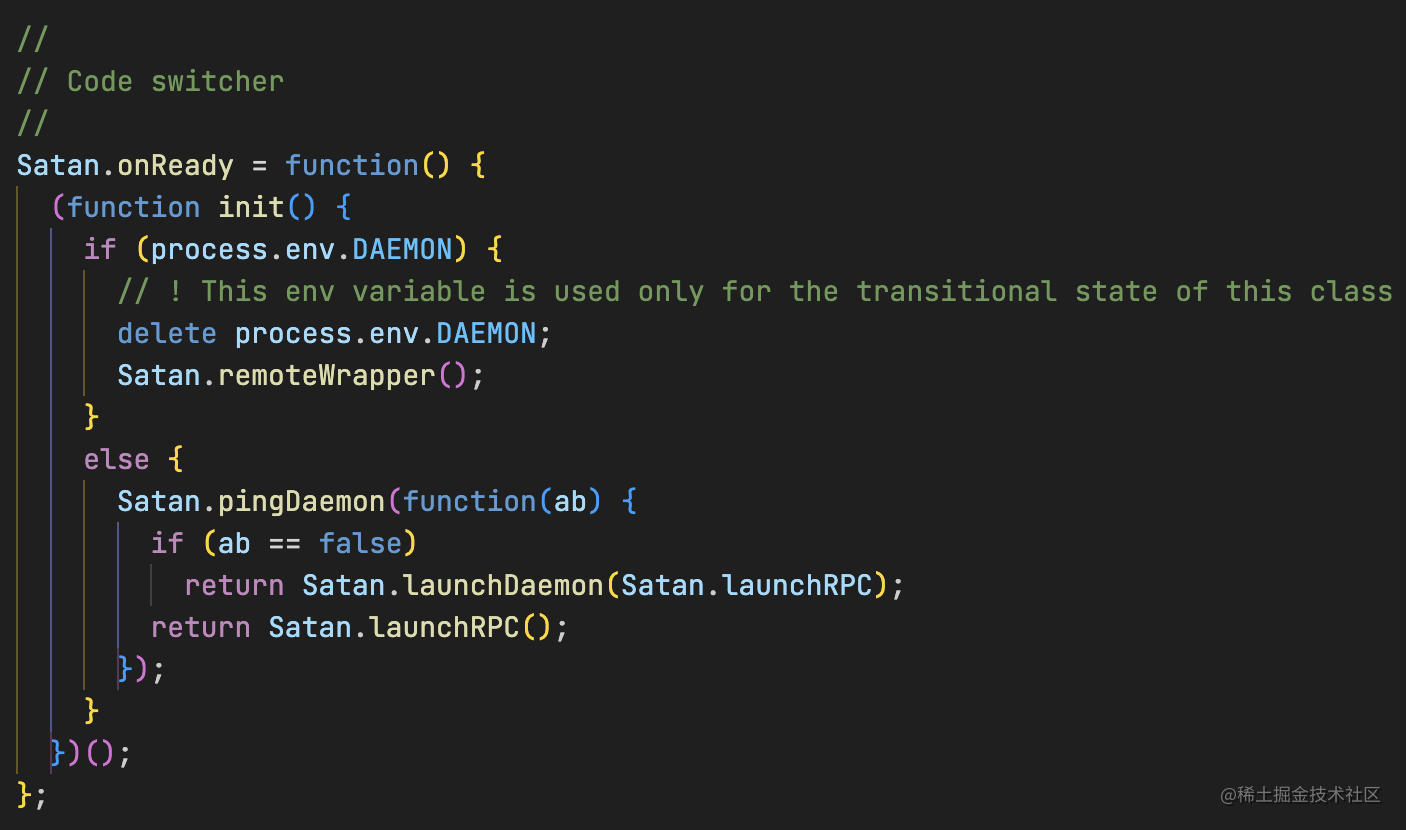 //
// Code switcher
//
Satan.onReady = function() {
  (function init() {
    if (process.env.DAEMON) {
      // ! This env variable is used only for the transitional state of this class
      delete process.env.DAEMON;
      Satan.remoteWrapper();
    }
    else {
      Satan.pingDaemon(function(ab) {
        if (ab == false)
          return Satan.launchDaemon(Satan.launchRPC);
        return Satan.launchRPC();
      });
    }
  })();
};
@稀土掘金技术社区